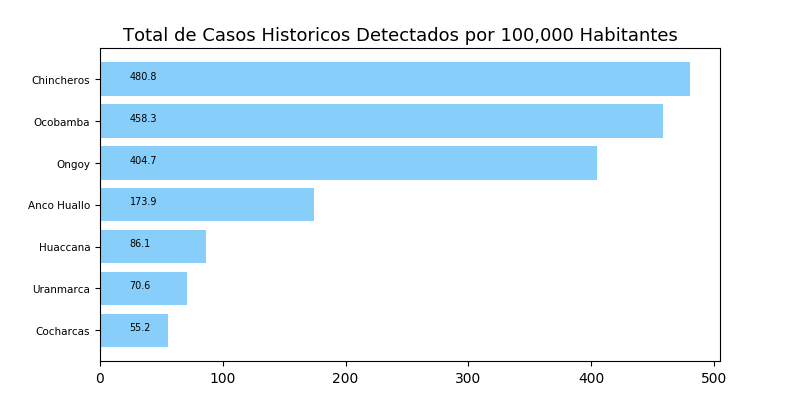 Total de Casos Historicos Detectados por 100,000 Habitantes
Chincheros 480.8
Ocobamba 458.3
Ongoy 404.7
Anco Huallo 173.9
Huaccana 86.1
Uranmarca 70.6
Cocharcas 55.2
0 100 200 300 400 500